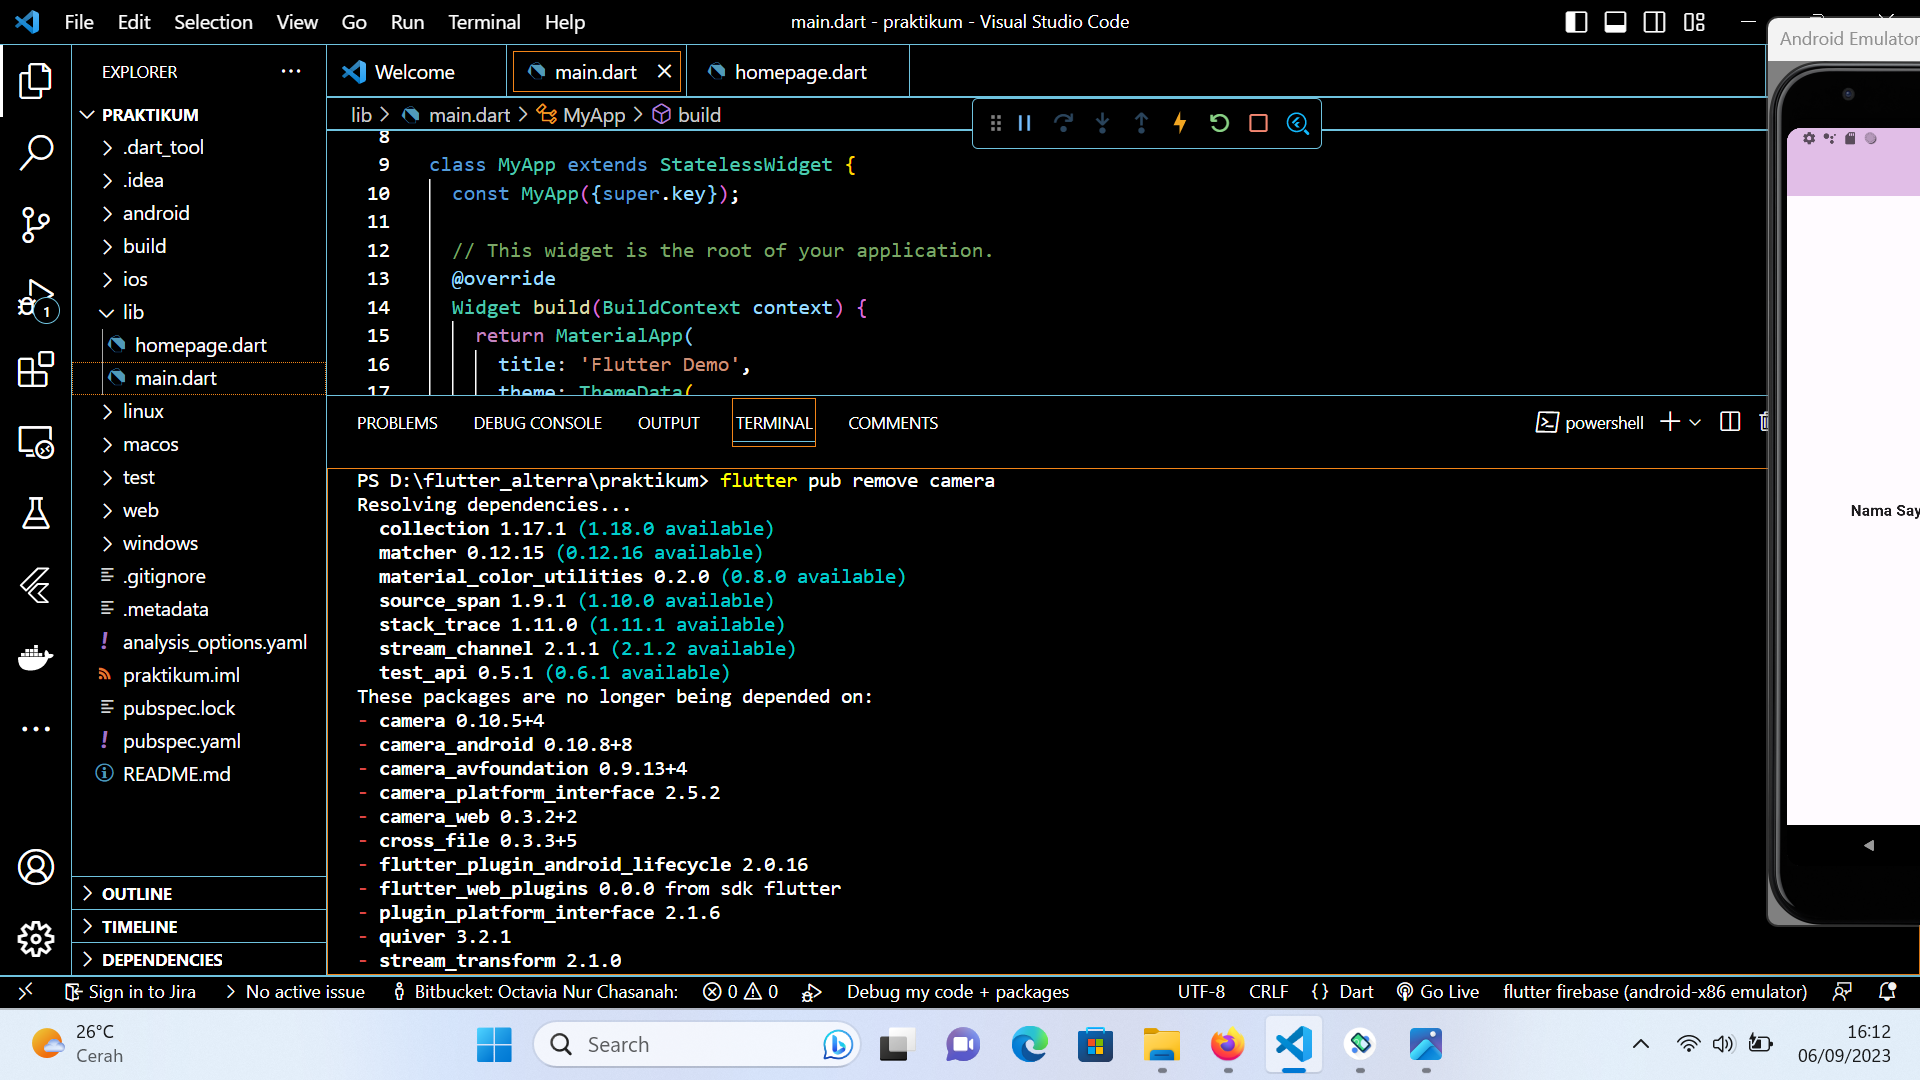 File Edit Selection View Go Run Terminal Help
main.dart - praktikum - Visual Studio Code
Android Emulator
EXPLORER
Welcome
main.dart
homepage.dart
PRAKTIKUM
.dart_tool
.idea
android
build
ios
lib
homepage.dart
main.dart
linux
macos
test
web
windows
.gitignore
.metadata
analysis_options.yaml
praktikum.iml
pubspec.lock
pubspec.yaml
README.md
OUTLINE
TIMELINE
DEPENDENCIES
1
lib > main.dart > MyApp > build
8
9 class MyApp extends StatelessWidget {
10 const MyApp({super.key});
11
12 // This widget is the root of your application.
13 @override
14 Widget build(BuildContext context) {
15 return MaterialApp(
16 title: 'Flutter Demo',
17 theme: ThemeData(
PROBLEMS DEBUG CONSOLE OUTPUT TERMINAL COMMENTS
powershell
PS D:\flutter_alterra\praktikum> flutter pub remove camera
Resolving dependencies...
collection 1.17.1 (1.18.0 available)
matcher 0.12.15 (0.12.16 available)
material_color_utilities 0.2.0 (0.8.0 available)
source_span 1.9.1 (1.10.0 available)
stack_trace 1.11.0 (1.11.1 available)
stream_channel 2.1.1 (2.1.2 available)
test_api 0.5.1 (0.6.1 available)
These packages are no longer being depended on:
- camera 0.10.5+4
- camera_android 0.10.8+8
- camera_avfoundation 0.9.13+4
- camera_platform_interface 2.5.2
- camera_web 0.3.2+2
- cross_file 0.3.3+5
- flutter_plugin_android_lifecycle 2.0.16
- flutter_web_plugins 0.0.0 from sdk flutter
- plugin_platform_interface 2.1.6
- quiver 3.2.1
- stream_transform 2.1.0
Nama Say
Sign in to Jira
No active issue
Bitbucket: Octavia Nur Chasanah:
0 0
Debug my code + packages
UTF-8 CRLF {} Dart Go Live flutter firebase (android-x86 emulator)
26°C
Cerah
Search
16:12
06/09/2023